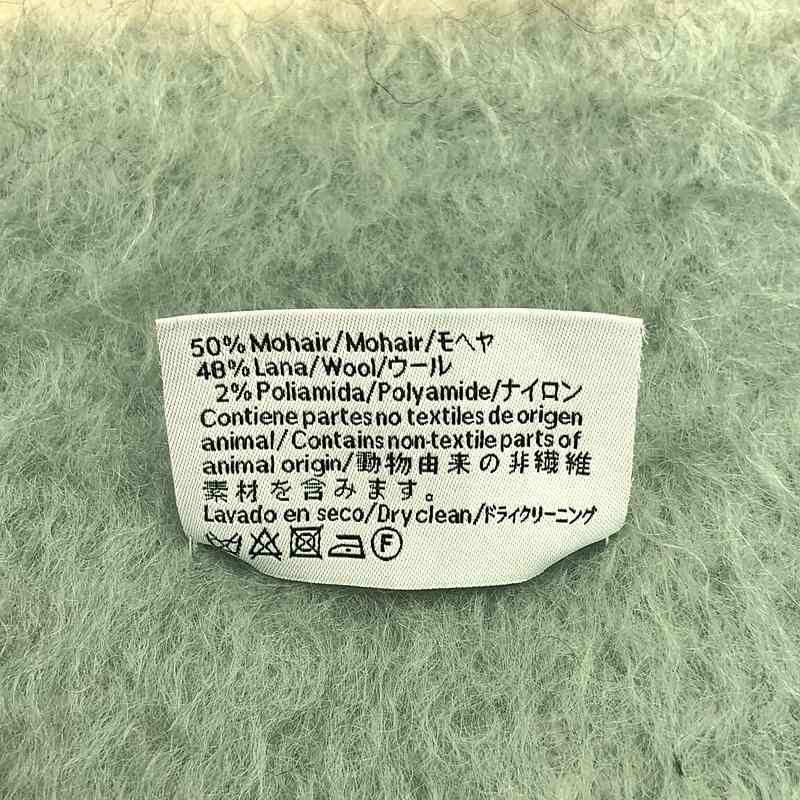 50% Mohair/Mohair/モヘヤ
48% Lana/Wool/ウール
2% Poliamida/Polyamide/ナイロン
Contiene partes no textiles de origen
animal/Contains non-textile parts of
animal origin/動物由来の非繊維
素材を含みます。
Lavado en seco/Dry clean/ドライクリーニング
F